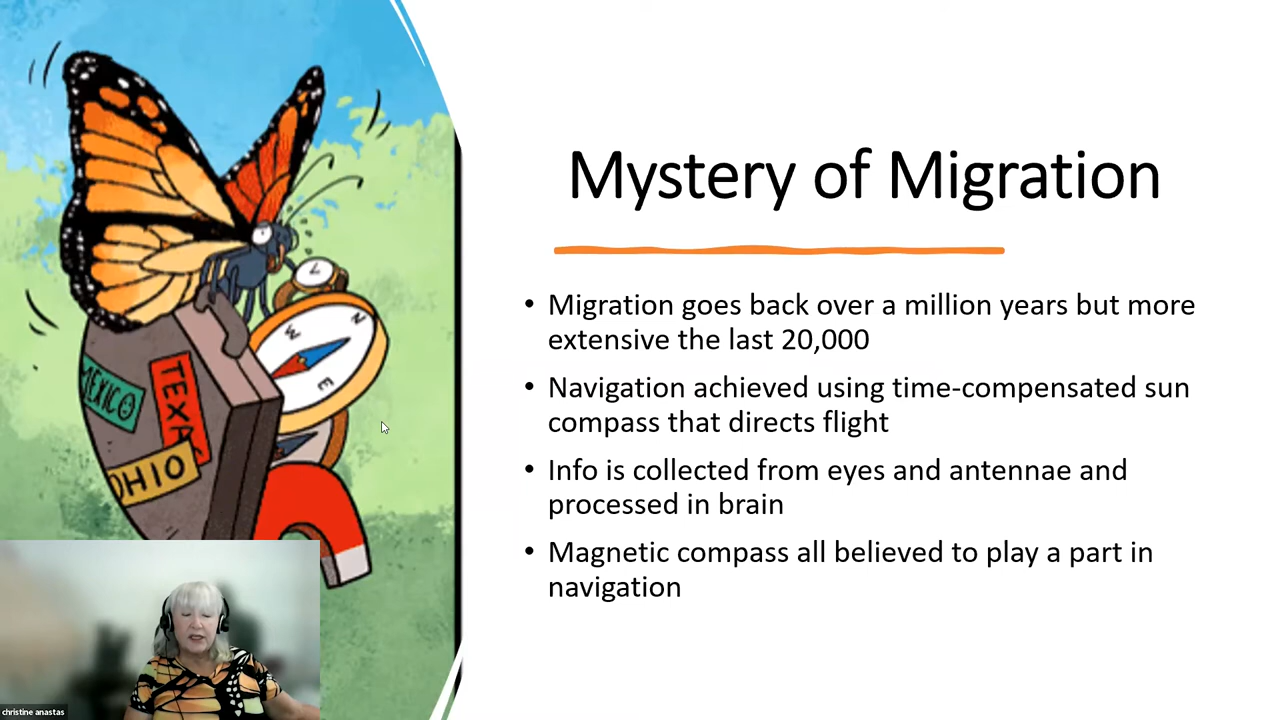 Mystery of Migration
• Migration goes back over a million years but more
extensive the last 20,000
• Navigation achieved using time-compensated sun
compass that directs flight
• Info is collected from eyes and antennae and
processed in brain
• Magnetic compass all believed to play a part in
navigation
N
W
E
MEXICO
TEXA
OHIO
christine anastas